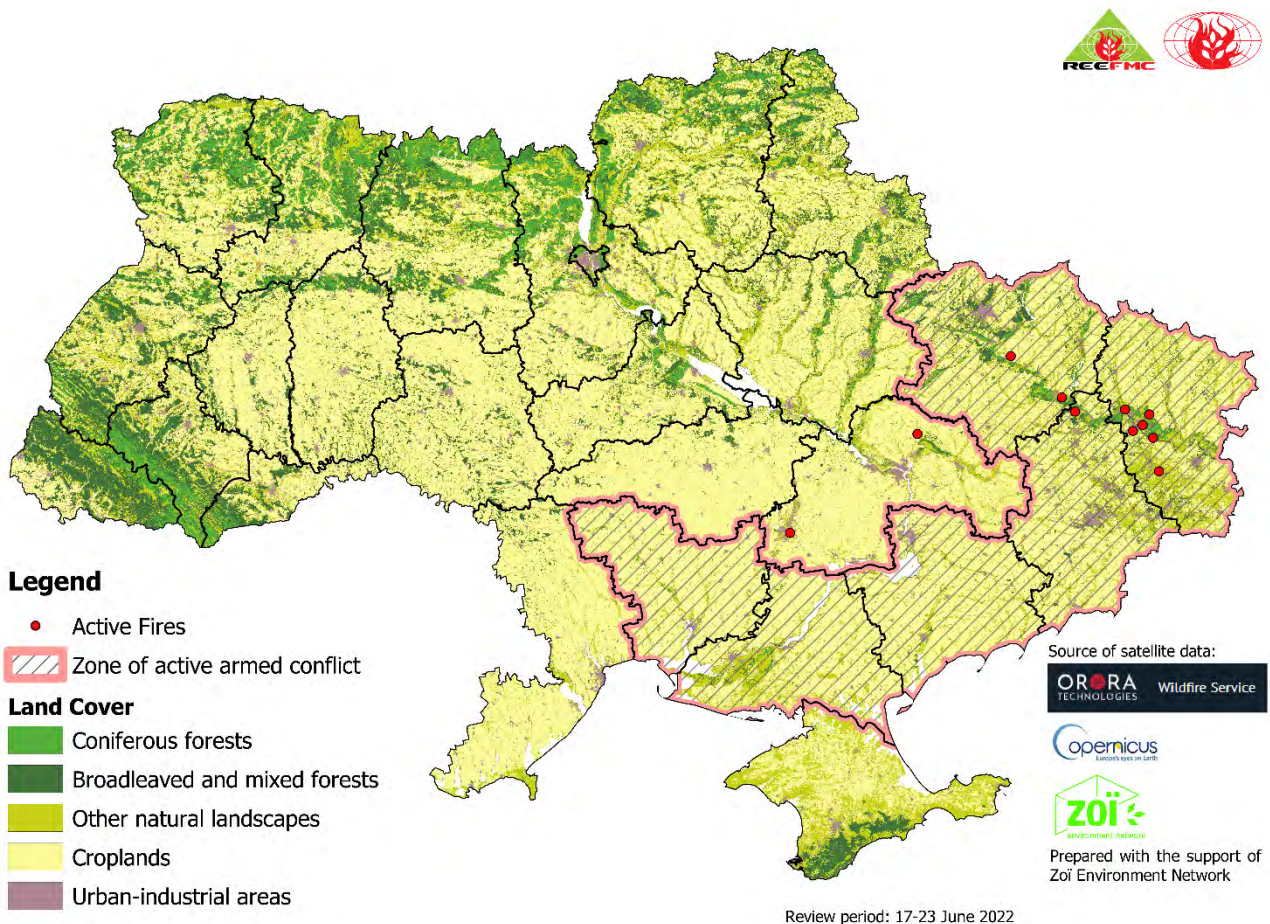 REEFMC
Legend
Active Fires
Zone of active armed conflict
Land Cover
Coniferous forests
Broadleaved and mixed forests
Other natural landscapes
Croplands
Urban-industrial areas
Source of satellite data:
ORORA
TECHNOLOGIES
Wildfire Service
opernicus
Europe's eyes on Earth
zoï
environment network
Prepared with the support of
Zoï Environment Network
Review period: 17-23 June 2022